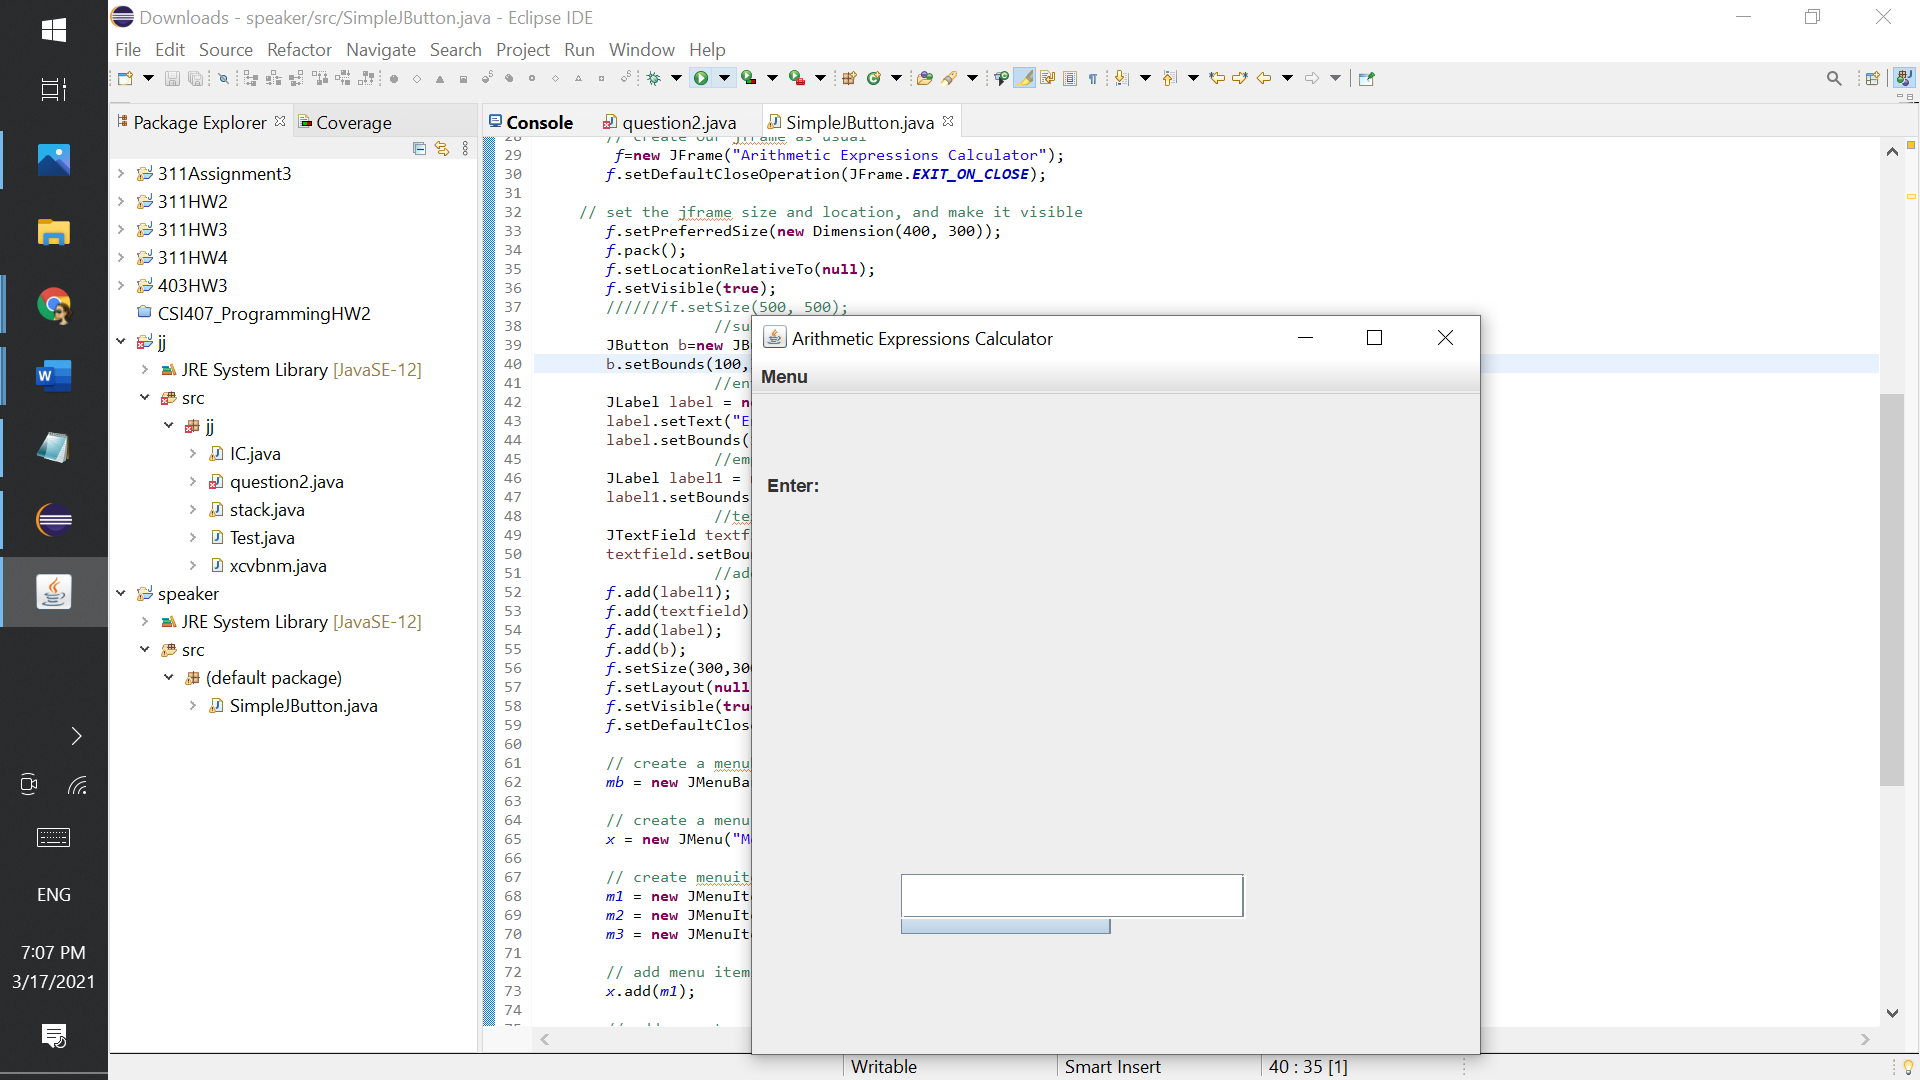 Downloads - speaker/src/SimpleJButton.java - Eclipse IDE
File Edit Source Refactor Navigate Search Project Run Window Help
Package Explorer Coverage
Console question2.java SimpleJButton.java
311Assignment3
311HW2
311HW3
311HW4
403HW3
CSI407_ProgrammingHW2
jj
JRE System Library [JavaSE-12]
src
jj
IC.java
question2.java
stack.java
Test.java
xcvbnm.java
speaker
JRE System Library [JavaSE-12]
src
(default package)
SimpleJButton.java
28 // create our jframe as usual
29 f=new JFrame("Arithmetic Expressions Calculator");
30 f.setDefaultCloseOperation(JFrame.EXIT_ON_CLOSE);
31
32 // set the jframe size and location, and make it visible
33 f.setPreferredSize(new Dimension(400, 300));
34 f.pack();
35 f.setLocationRelativeTo(null);
36 f.setVisible(true);
37 ///////f.setSize(500, 500);
38 //su
39 JButton b=new JB
40 b.setBounds(100,
41 //en
42 JLabel label = n
43 label.setText("E
44 label.setBounds(
45 //em
46 JLabel label1 =
47 label1.setBounds
48 //te
49 JTextField textf
50 textfield.setBou
51 //ad
52 f.add(label1);
53 f.add(textfield)
54 f.add(label);
55 f.add(b);
56 f.setSize(300,30
57 f.setLayout(null
58 f.setVisible(tru
59 f.setDefaultClos
60
61 // create a menu
62 mb = new JMenuBa
63
64 // create a menu
65 x = new JMenu("M
66
67 // create menuit
68 m1 = new JMenuIt
69 m2 = new JMenuIt
70 m3 = new JMenuIt
71
72 // add menu item
73 x.add(m1);
74
75
Arithmetic Expressions Calculator
Menu
Enter:
ENG
7:07 PM
3/17/2021
Writable Smart Insert 40 : 35 [1]